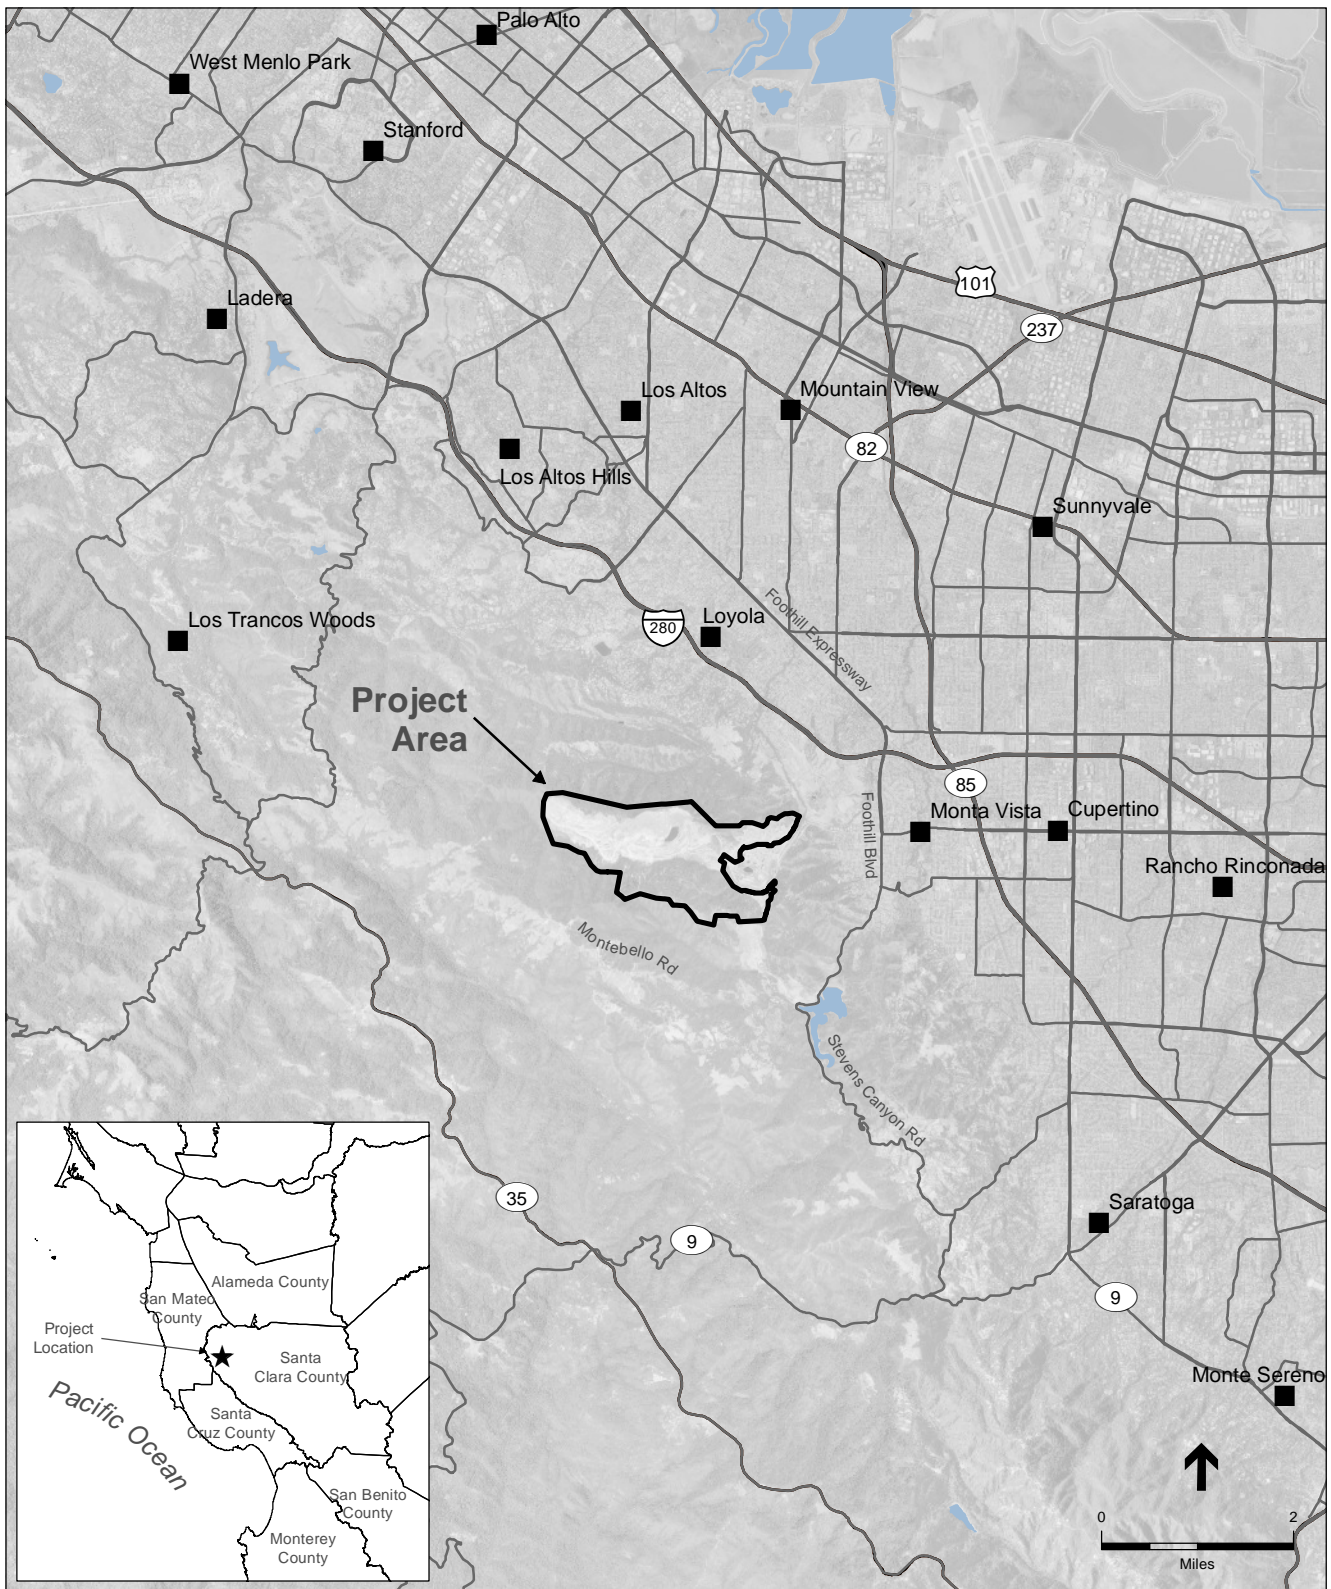 Palo Alto
West Menlo Park
Stanford
101
237
Ladera
Los Altos
Mountain View
82
Los Altos Hills
Sunnyvale
Foothill Expressway
Los Trancos Woods
280
Loyola
Project
Area
85
Foothill Blvd
Monta Vista
Cupertino
Rancho Rinconada
Montebello Rd
Stevens Canyon Rd
35
9
Saratoga
9
Monte Sereno
Alameda County
San Mateo
County
Project
Location
Santa
Clara County
Pacific Ocean
Santa
Cruz County
San Benito
County
Monterey
County
0 2
Miles